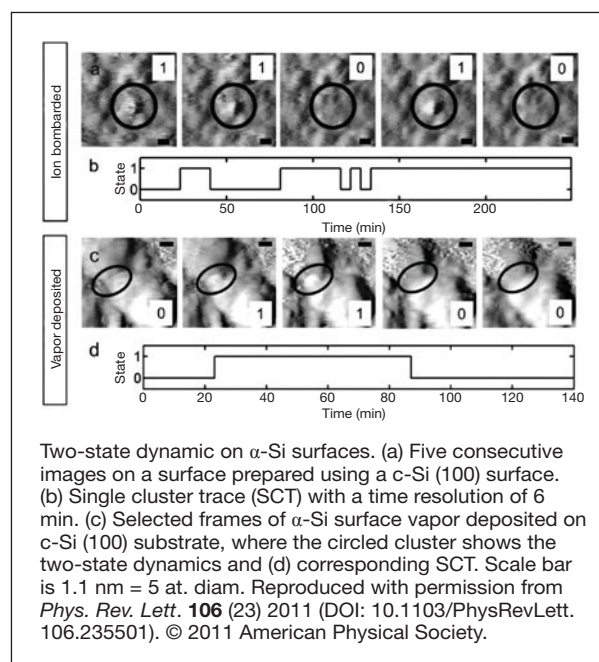 Ion bombarded
a
1
1
0
1
0
b
State
1
0
0
50
100
150
200
Time (min)
Vapor deposited
c
0
1
1
0
0
d
State
1
0
0
20
40
60
80
100
120
140
Time (min)
Two-state dynamic on α-Si surfaces. (a) Five consecutive
images on a surface prepared using a c-Si (100) surface.
(b) Single cluster trace (SCT) with a time resolution of 6
min. (c) Selected frames of α-Si surface vapor deposited on
c-Si (100) substrate, where the circled cluster shows the
two-state dynamics and (d) corresponding SCT. Scale bar
is 1.1 nm = 5 at. diam. Reproduced with permission from
Phys. Rev. Lett. 106 (23) 2011 (DOI: 10.1103/PhysRevLett.
106.235501). © 2011 American Physical Society.